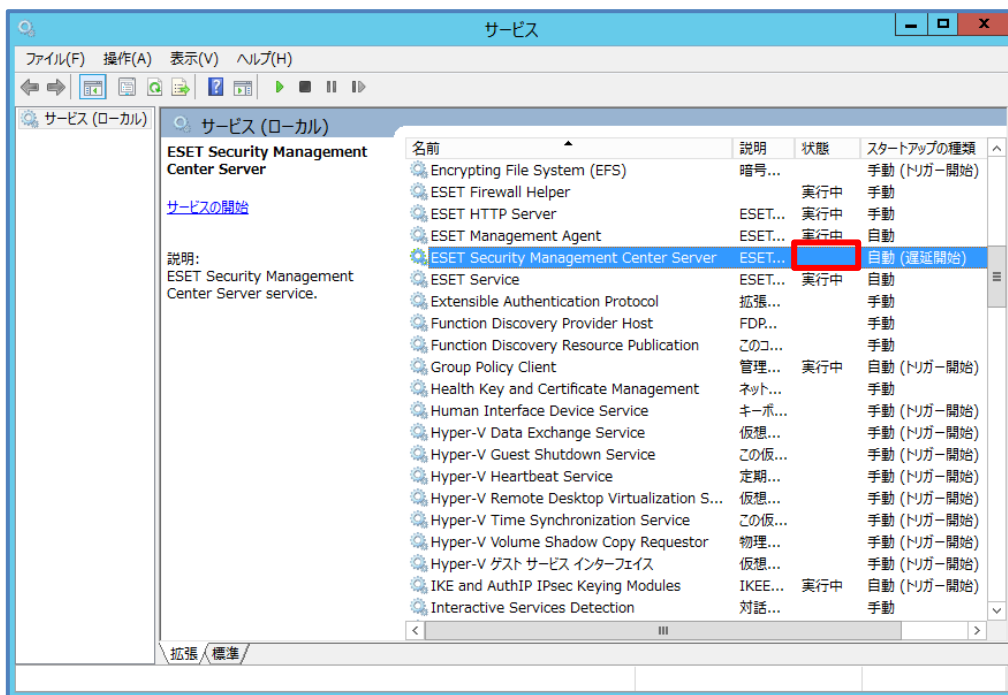 サービス
ファイル(F) 操作(A) 表示(V) ヘルプ(H)
サービス (ローカル)
サービス (ローカル)
ESET Security Management
Center Server
サービスの開始
説明:
ESET Security Management
Center Server service.
名前 説明 状態 スタートアップの種類
Encrypting File System (EFS) 暗号... 手動 (トリガー開始)
ESET Firewall Helper 実行中 手動
ESET HTTP Server ESET... 実行中 手動
ESET Management Agent ESET... 実行中 自動
ESET Security Management Center Server ESET... 自動 (遅延開始)
ESET Service ESET... 実行中 自動
Extensible Authentication Protocol 拡張... 手動
Function Discovery Provider Host FDP... 手動
Function Discovery Resource Publication このコ... 手動
Group Policy Client 管理... 実行中 自動 (トリガー開始)
Health Key and Certificate Management ネット... 手動
Human Interface Device Service キーボ... 手動 (トリガー開始)
Hyper-V Data Exchange Service 仮想... 手動 (トリガー開始)
Hyper-V Guest Shutdown Service この仮... 手動 (トリガー開始)
Hyper-V Heartbeat Service 定期... 手動 (トリガー開始)
Hyper-V Remote Desktop Virtualization S... 仮想... 手動 (トリガー開始)
Hyper-V Time Synchronization Service この仮... 手動 (トリガー開始)
Hyper-V Volume Shadow Copy Requestor 物理... 手動 (トリガー開始)
Hyper-V ゲスト サービス インターフェイス 仮想... 手動 (トリガー開始)
IKE and AuthIP IPsec Keying Modules IKEE... 実行中 自動 (トリガー開始)
Interactive Services Detection 対話... 手動
拡張 標準